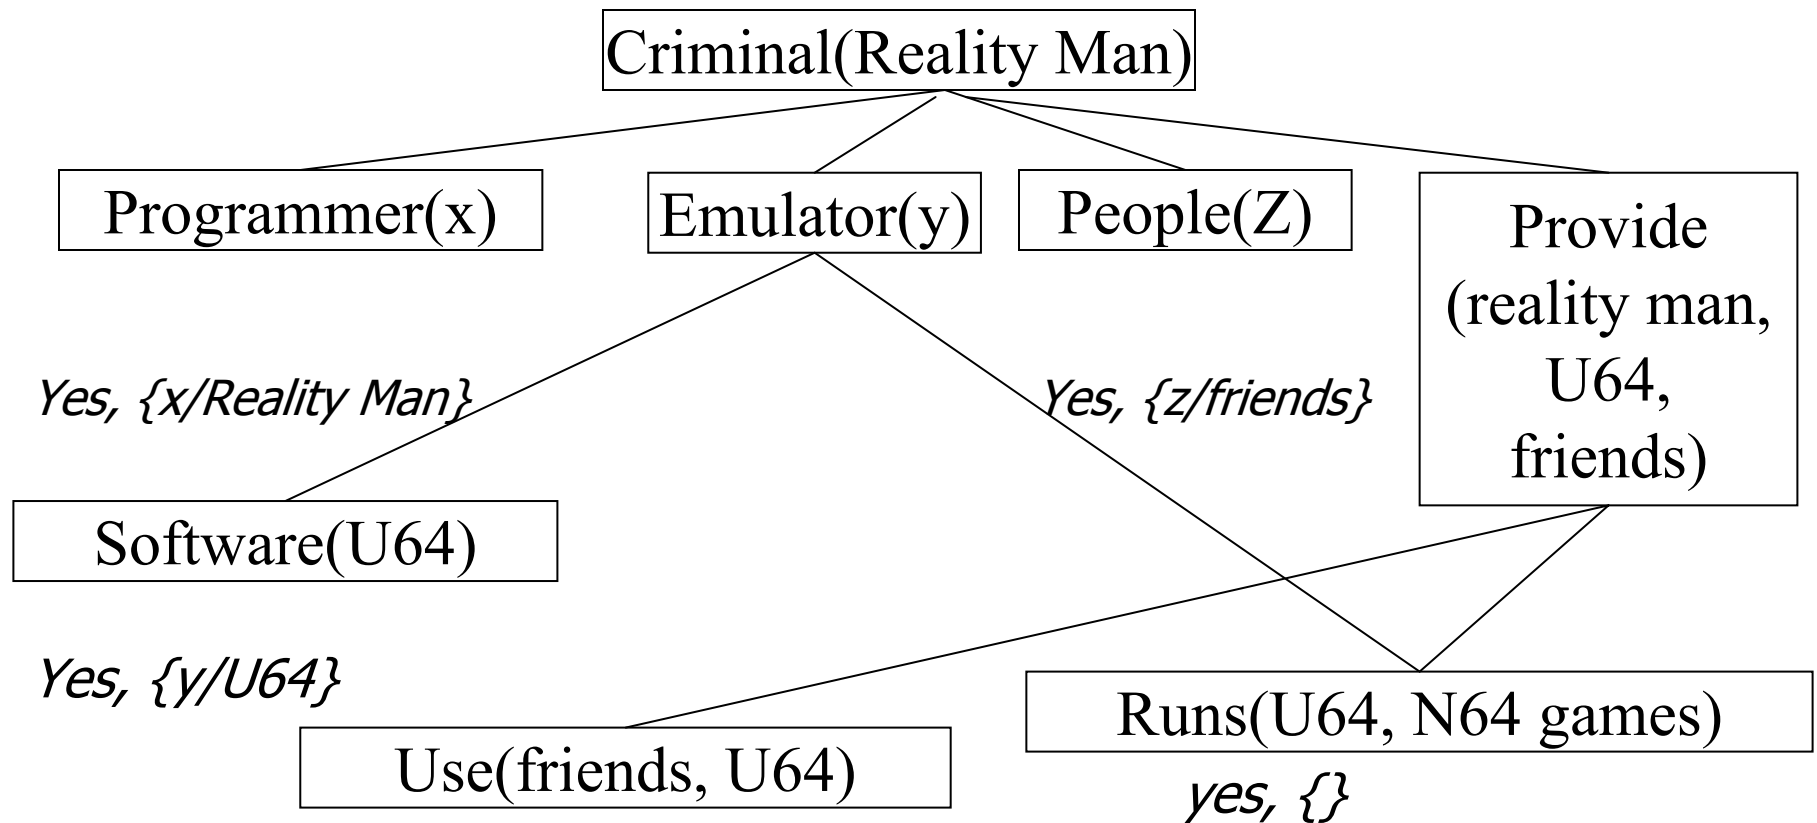 Criminal(Reality Man)
Programmer(x)
Emulator(y)
People(Z)
Provide
(reality man,
U64,
friends)
Yes, {x/Reality Man}
Yes, {z/friends}
Software(U64)
Yes, {y/U64}
Use(friends, U64)
Runs(U64, N64 games)
yes, {}